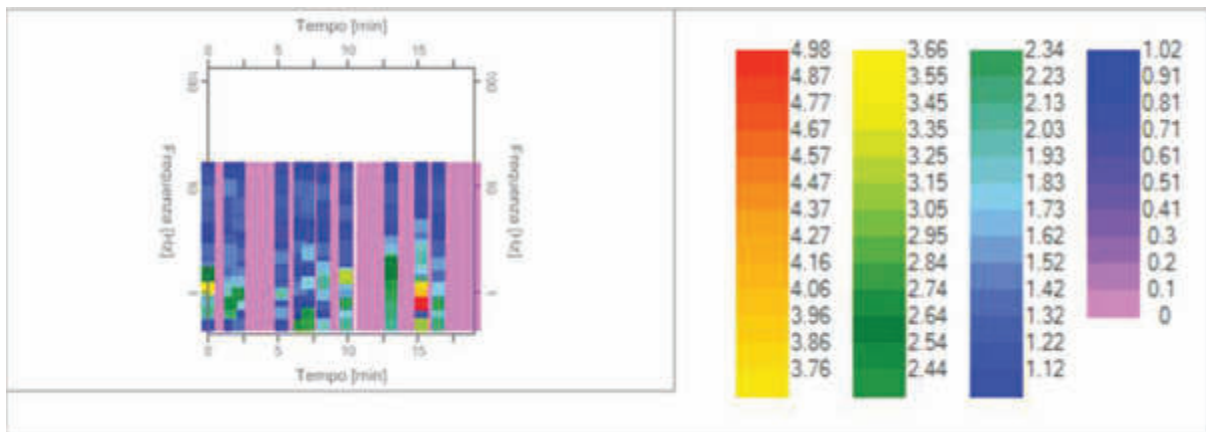 Tempo [min]
0 5 10 15
100 100
Frequenza [Hz] Frequenza [Hz]
10 10
1 1
0 5 10 15
Tempo [min]
4.98 3.66 2.34 1.02
4.87 3.55 2.23 0.91
4.77 3.45 2.13 0.81
4.67 3.35 2.03 0.71
4.57 3.25 1.93 0.61
4.47 3.15 1.83 0.51
4.37 3.05 1.73 0.41
4.27 2.95 1.62 0.3
4.16 2.84 1.52 0.2
4.06 2.74 1.42 0.1
3.96 2.64 1.32 0
3.86 2.54 1.22
3.76 2.44 1.12